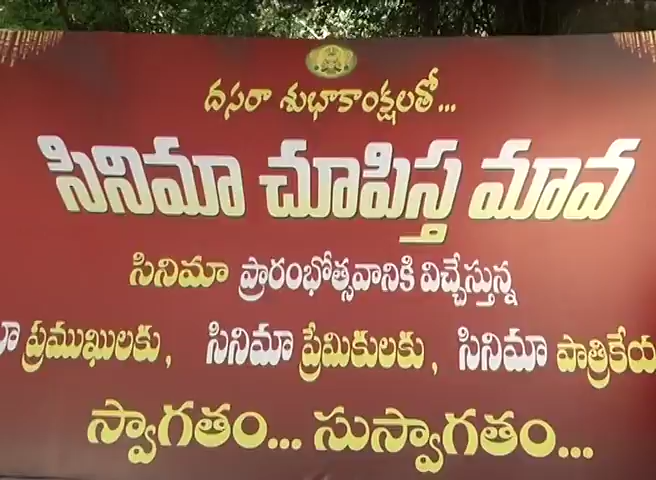 దసరా శుభాకాంక్షలతో...
సినిమా చూపిస్త మావ
సినిమా ప్రారంభోత్సవానికి విచ్చేస్తున్న
ప్రముఖులకు, సినిమా ప్రేమికులకు, సినిమా
స్వాగతం... సుస్వాగతం...